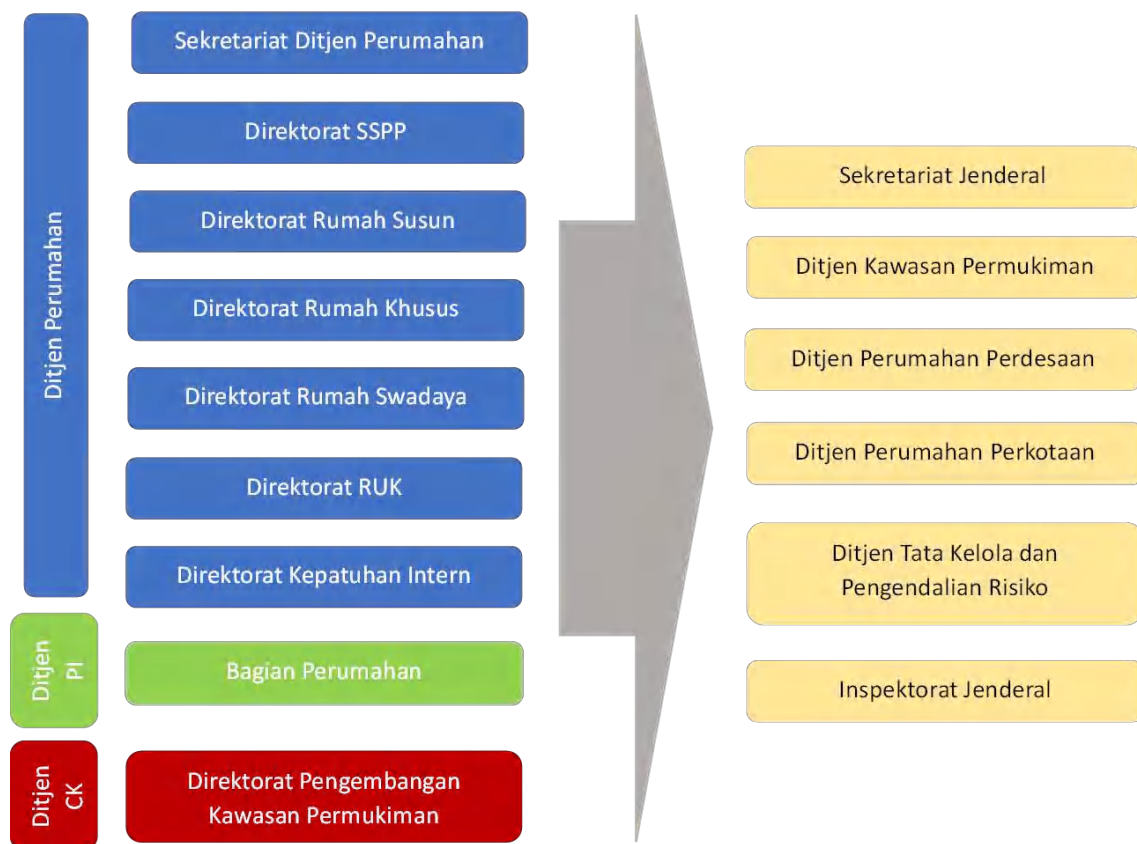 Ditjen Perumahan
Sekretariat Ditjen Perumahan
Direktorat SSPP
Direktorat Rumah Susun
Direktorat Rumah Khusus
Direktorat Rumah Swadaya
Direktorat RUK
Direktorat Kepatuhan Intern
Ditjen
PI
Bagian Perumahan
Ditjen
CK
Direktorat Pengembangan
Kawasan Permukiman
Sekretariat Jenderal
Ditjen Kawasan Permukiman
Ditjen Perumahan Perdesaan
Ditjen Perumahan Perkotaan
Ditjen Tata Kelola dan
Pengendalian Risiko
Inspektorat Jenderal